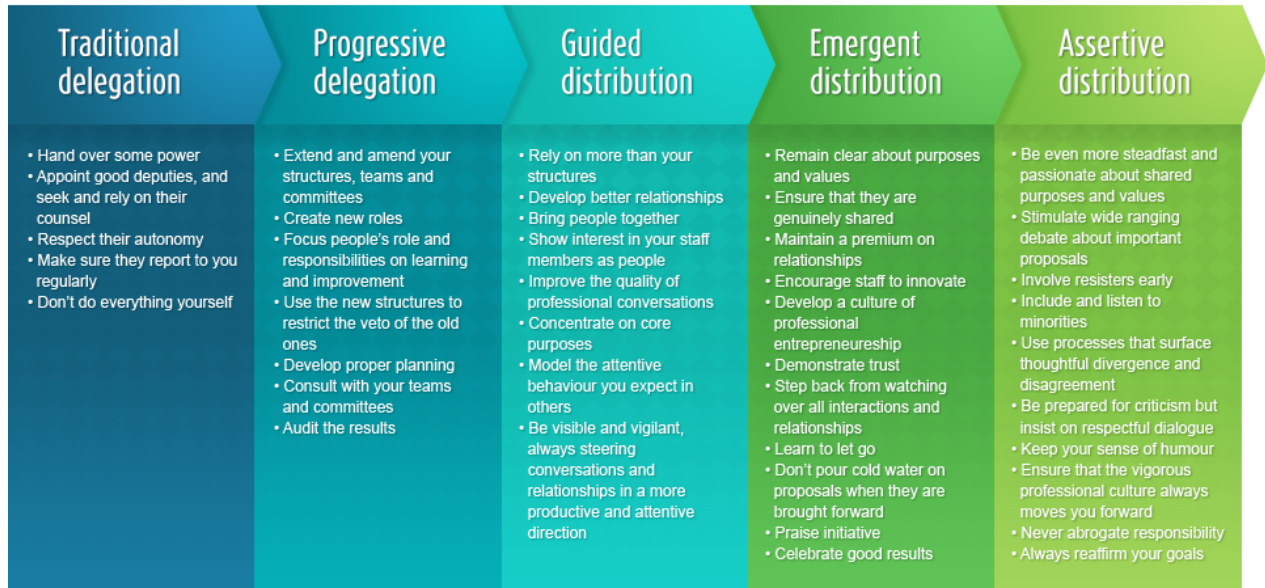 Traditional
delegation
• Hand over some power
• Appoint good deputies, and
seek and rely on their
counsel
• Respect their autonomy
• Make sure they report to you
regularly
• Don't do everything yourself
Progressive
delegation
• Extend and amend your
structures, teams and
committees
• Create new roles
• Focus people's role and
responsibilities on learning
and improvement
• Use the new structures to
restrict the veto of the old
ones
• Develop proper planning
• Consult with your teams
and committees
• Audit the results
Guided
distribution
• Rely on more than your
structures
• Develop better relationships
• Bring people together
• Show interest in your staff
members as people
• Improve the quality of
professional conversations
• Concentrate on core
purposes
• Model the attentive
behaviour you expect in
others
• Be visible and vigilant,
always steering
conversations and
relationships in a more
productive and attentive
direction
Emergent
distribution
• Remain clear about purposes
and values
• Ensure that they are
genuinely shared
• Maintain a premium on
relationships
• Encourage staff to innovate
• Develop a culture of
professional
entrepreneureship
• Demonstrate trust
• Step back from watching
over all interactions and
relationships
• Learn to let go
• Don't pour cold water on
proposals when they are
brought forward
• Praise initiative
• Celebrate good results
Assertive
distribution
• Be even more steadfast and
passionate about shared
purposes and values
• Stimulate wide ranging
debate about important
proposals
• Involve resisters early
• Include and listen to
minorities
• Use processes that surface
thoughtful divergence and
disagreement
• Be prepared for criticism but
insist on respectful dialogue
• Keep your sense of humour
• Ensure that the vigorous
professional culture always
moves you forward
• Never abrogate responsibility
• Always reaffirm your goals